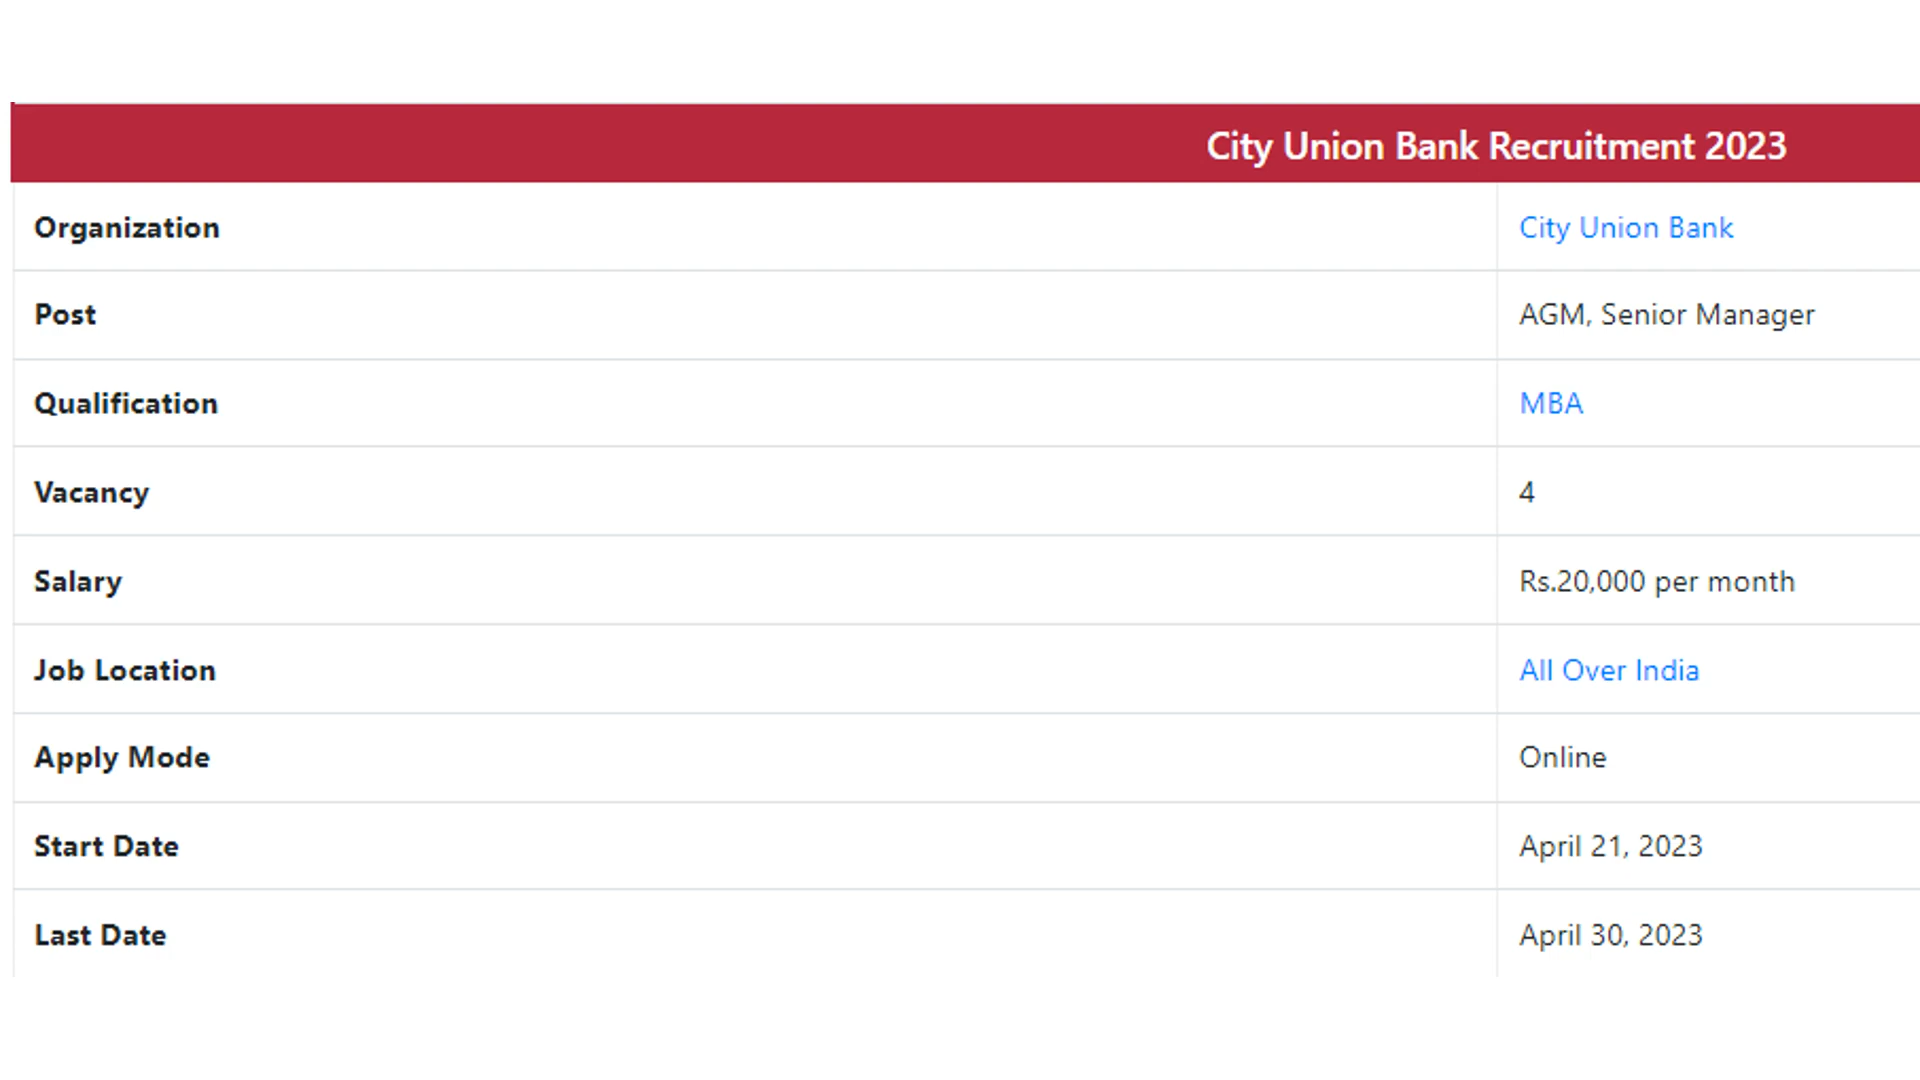 City Union Bank Recruitment 2023
Organization City Union Bank
Post AGM, Senior Manager
Qualification MBA
Vacancy 4
Salary Rs.20,000 per month
Job Location All Over India
Apply Mode Online
Start Date April 21, 2023
Last Date April 30, 2023